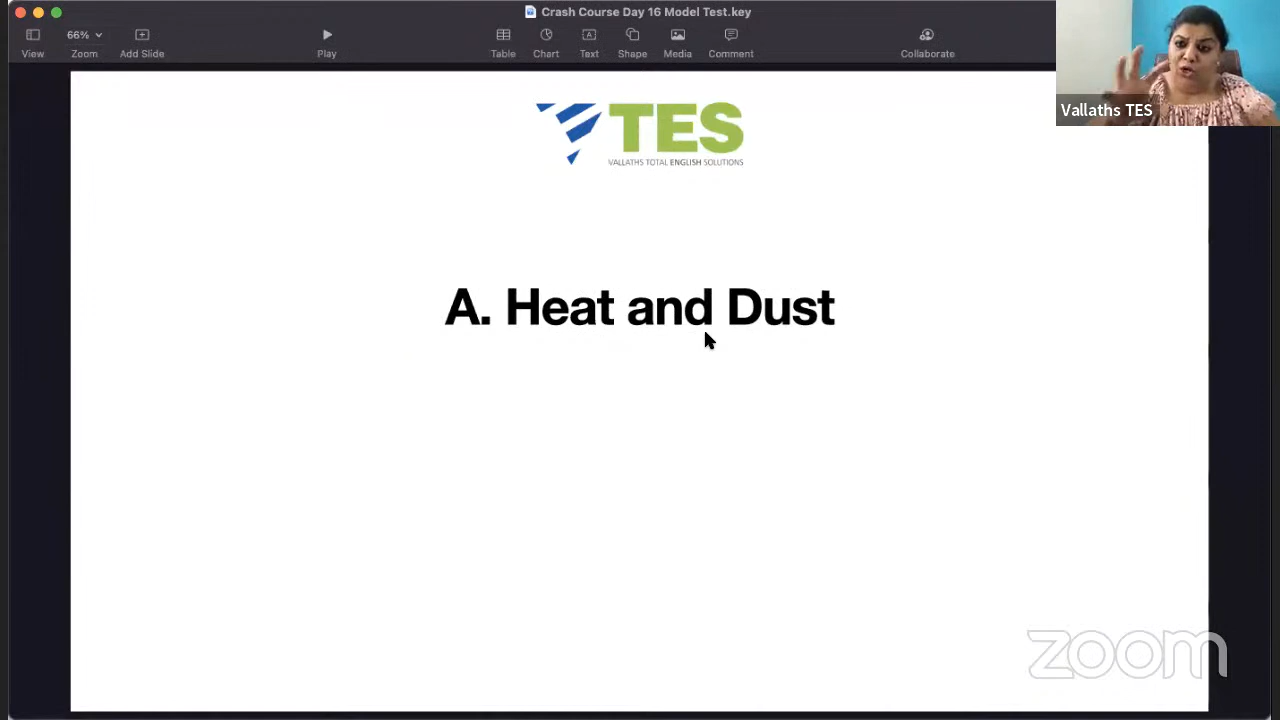 Crash Course Day 16 Model Test.key
66%
View
Zoom
Add Slide
Play
Table
Chart
Text
Shape
Media
Comment
Collaborate
Vallaths TES
TES
VALLATHS TOTAL ENGLISH SOLUTIONS
A. Heat and Dust
zoom